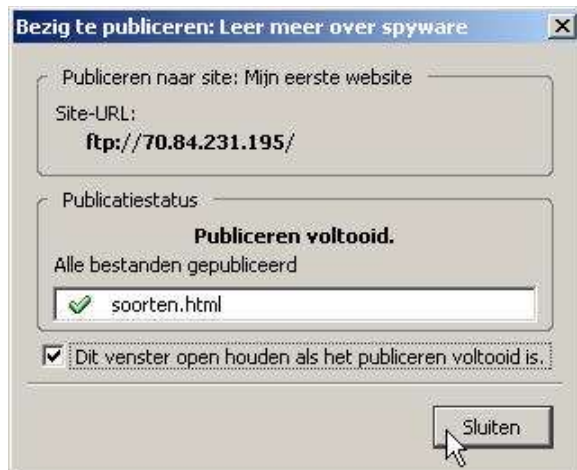 Bezig te publiceren: Leer meer over spyware
Publiceren naar site: Mijn eerste website
Site-URL:
ftp://70.84.231.195/
Publicatiestatus
Publiceren voltooid.
Alle bestanden gepubliceerd
soorten.html
Dit venster open houden als het publiceren voltooid is.
Sluiten